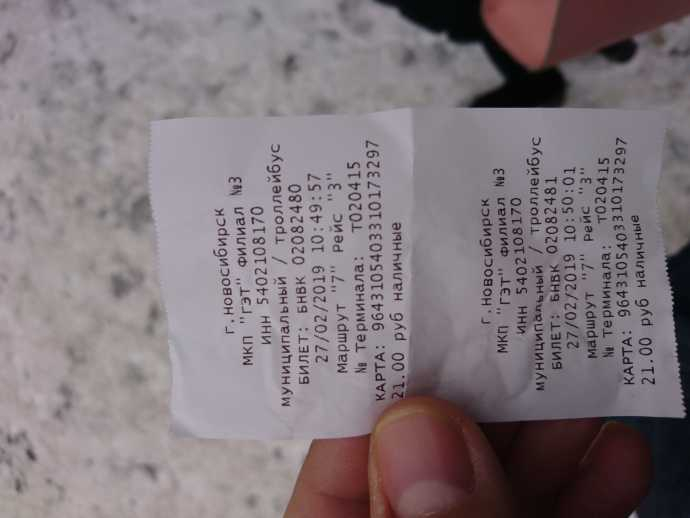 г.Новосибирск
МКП "ГЭТ" Филиал №3
ИНН 5402108170
муниципальный / троллейбус
БИЛЕТ: БНВК 02082480
27/02/2019 10:49:57
Маршрут "7" Рейс "3"
№ Терминала: T020415
КАРТА: 96431054033101​73297
21.00 руб наличные
г.Новосибирск
МКП "ГЭТ" Филиал №3
ИНН 5402108170
муниципальный / троллейбус
БИЛЕТ: БНВК 02082481
27/02/2019 10:50:01
Маршрут "7" Рейс "3"
№ Терминала: T020415
КАРТА: 9643105403310173297
21.00 руб наличные